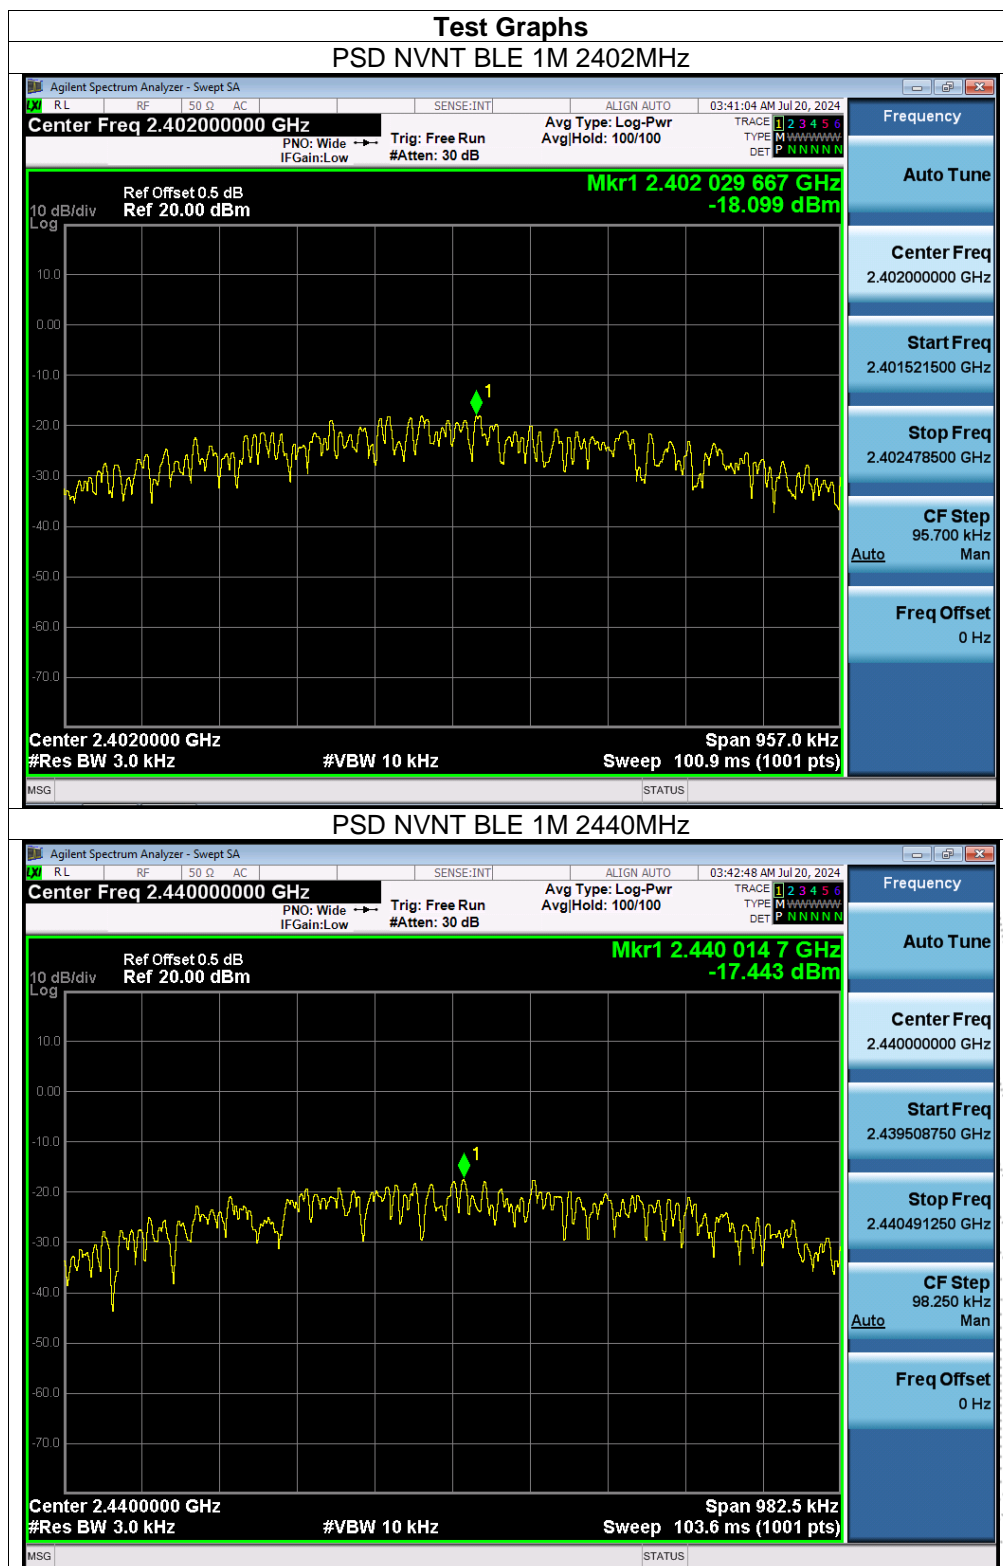 Test Graphs
PSD NVNT BLE 1M 2402MHz
Agilent Spectrum Analyzer - Swept SA
LXI RL RF 50 Ω AC SENSE:INT ALIGN AUTO 03:41:04 AM Jul 20, 2024
Center Freq 2.402000000 GHz
PNO: Wide
IFGain:Low
Trig: Free Run
#Atten: 30 dB
Avg Type: Log-Pwr
Avg|Hold: 100/100
TRACE 1 2 3 4 5 6
TYPE M WWWWW
DET P N N N N N
Frequency
Auto Tune
Center Freq
2.402000000 GHz
Start Freq
2.401521500 GHz
Stop Freq
2.402478500 GHz
CF Step
95.700 kHz
Auto Man
Freq Offset
0 Hz
Mkr1 2.402 029 667 GHz
-18.099 dBm
Ref Offset 0.5 dB
10 dB/div Ref 20.00 dBm
Log
10.0
0.00
-10.0
1
-20.0
-30.0
-40.0
-50.0
-60.0
-70.0
Center 2.4020000 GHz Span 957.0 kHz
#Res BW 3.0 kHz #VBW 10 kHz Sweep 100.9 ms (1001 pts)
MSG STATUS
PSD NVNT BLE 1M 2440MHz
Agilent Spectrum Analyzer - Swept SA
LXI RL RF 50 Ω AC SENSE:INT ALIGN AUTO 03:42:48 AM Jul 20, 2024
Center Freq 2.440000000 GHz
PNO: Wide
IFGain:Low
Trig: Free Run
#Atten: 30 dB
Avg Type: Log-Pwr
Avg|Hold: 100/100
TRACE 1 2 3 4 5 6
TYPE M WWWWW
DET P N N N N N
Frequency
Auto Tune
Center Freq
2.440000000 GHz
Start Freq
2.439508750 GHz
Stop Freq
2.440491250 GHz
CF Step
98.250 kHz
Auto Man
Freq Offset
0 Hz
Mkr1 2.440 014 7 GHz
-17.443 dBm
Ref Offset 0.5 dB
10 dB/div Ref 20.00 dBm
Log
10.0
0.00
-10.0
1
-20.0
-30.0
-40.0
-50.0
-60.0
-70.0
Center 2.4400000 GHz Span 982.5 kHz
#Res BW 3.0 kHz #VBW 10 kHz Sweep 103.6 ms (1001 pts)
MSG STATUS